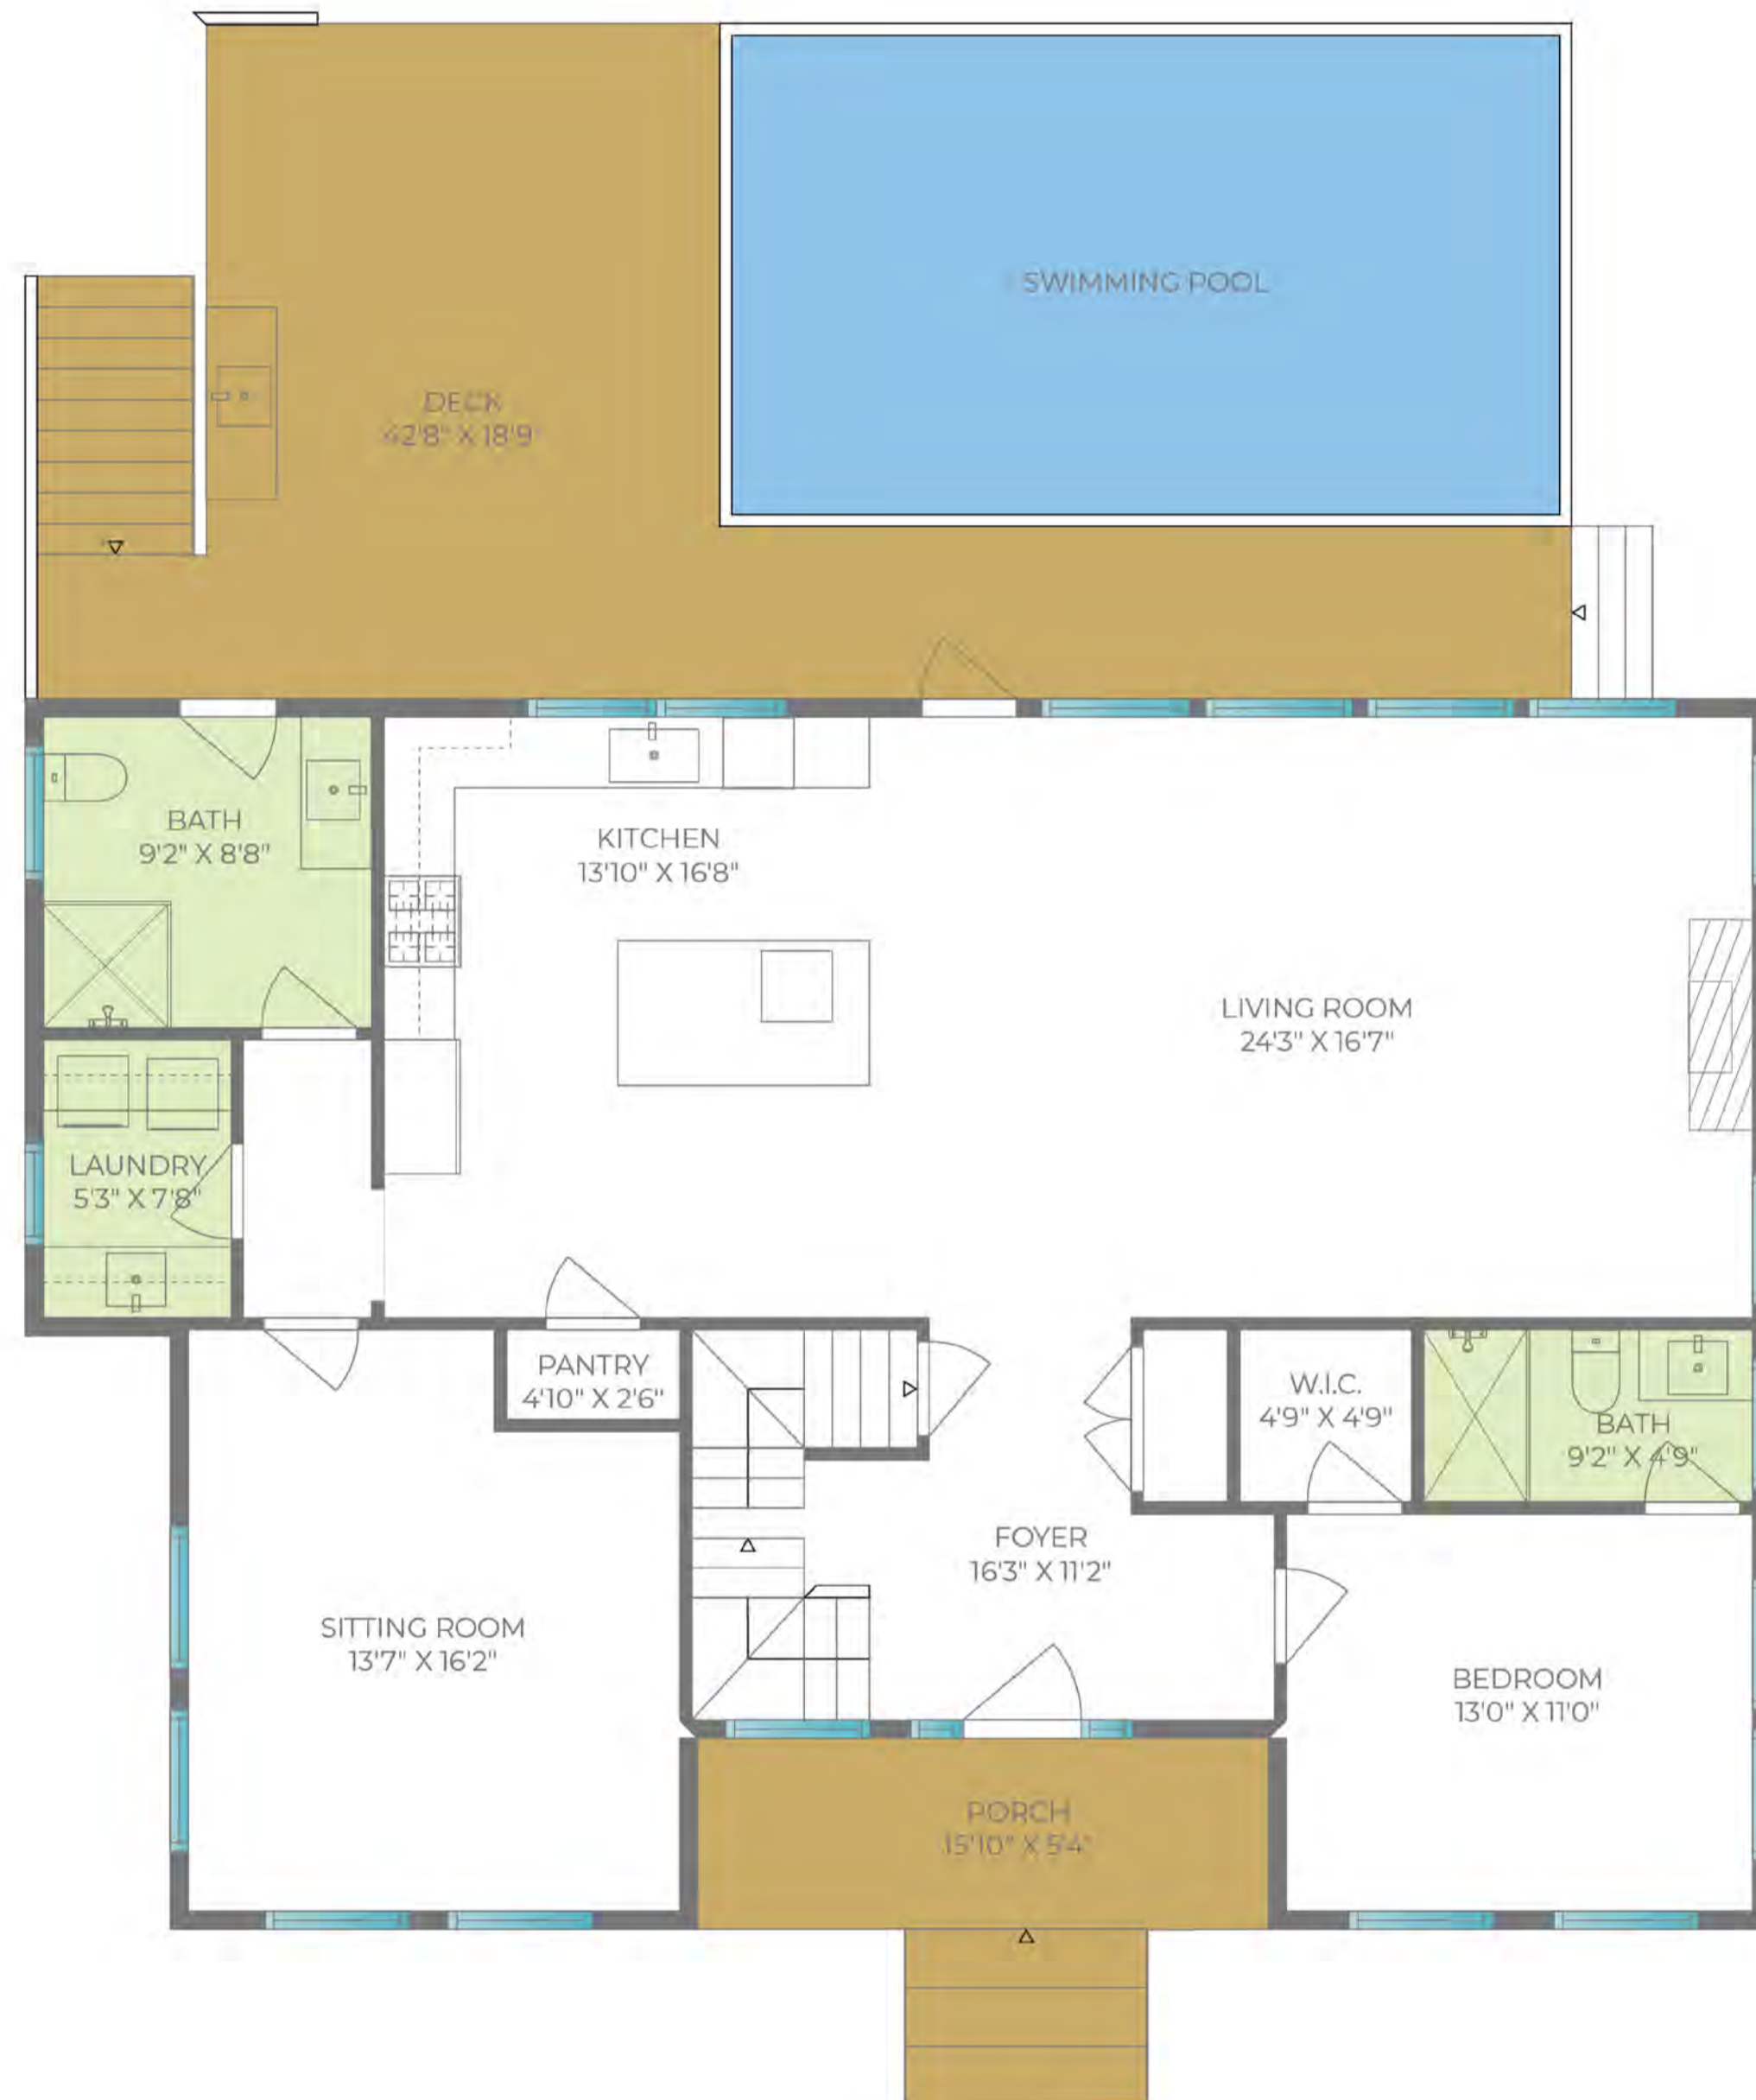 SWIMMING POOL
DECK
42'8" X 18'9"
BATH
9'2" X 8'8"
KITCHEN
13'10" X 16'8"
LIVING ROOM
24'3" X 16'7"
LAUNDRY
5'3" X 7'8"
PANTRY
4'10" X 2'6"
W.I.C.
4'9" X 4'9"
BATH
9'2" X 4'9"
FOYER
16'3" X 11'2"
SITTING ROOM
13'7" X 16'2"
BEDROOM
13'0" X 11'0"
PORCH
15'10" X 5'4"